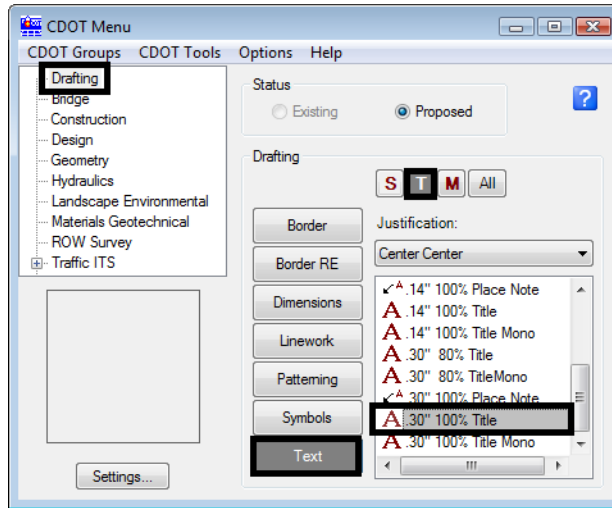 CDOT Menu
CDOT Groups CDOT Tools Options Help
Drafting
Bridge
Construction
Design
Geometry
Hydraulics
Landscape Environmental
Materials Geotechnical
ROW Survey
Traffic ITS
Settings...
Status
Existing Proposed
?
Drafting
S T M All
Border
Border RE
Dimensions
Linework
Patterning
Symbols
Text
Justification:
Center Center
A .14" 100% Place Note
A .14" 100% Title
A .14" 100% Title Mono
A .30" 80% Title
A .30" 80% TitleMono
A .30" 100% Place Note
A .30" 100% Title
A .30" 100% Title Mono